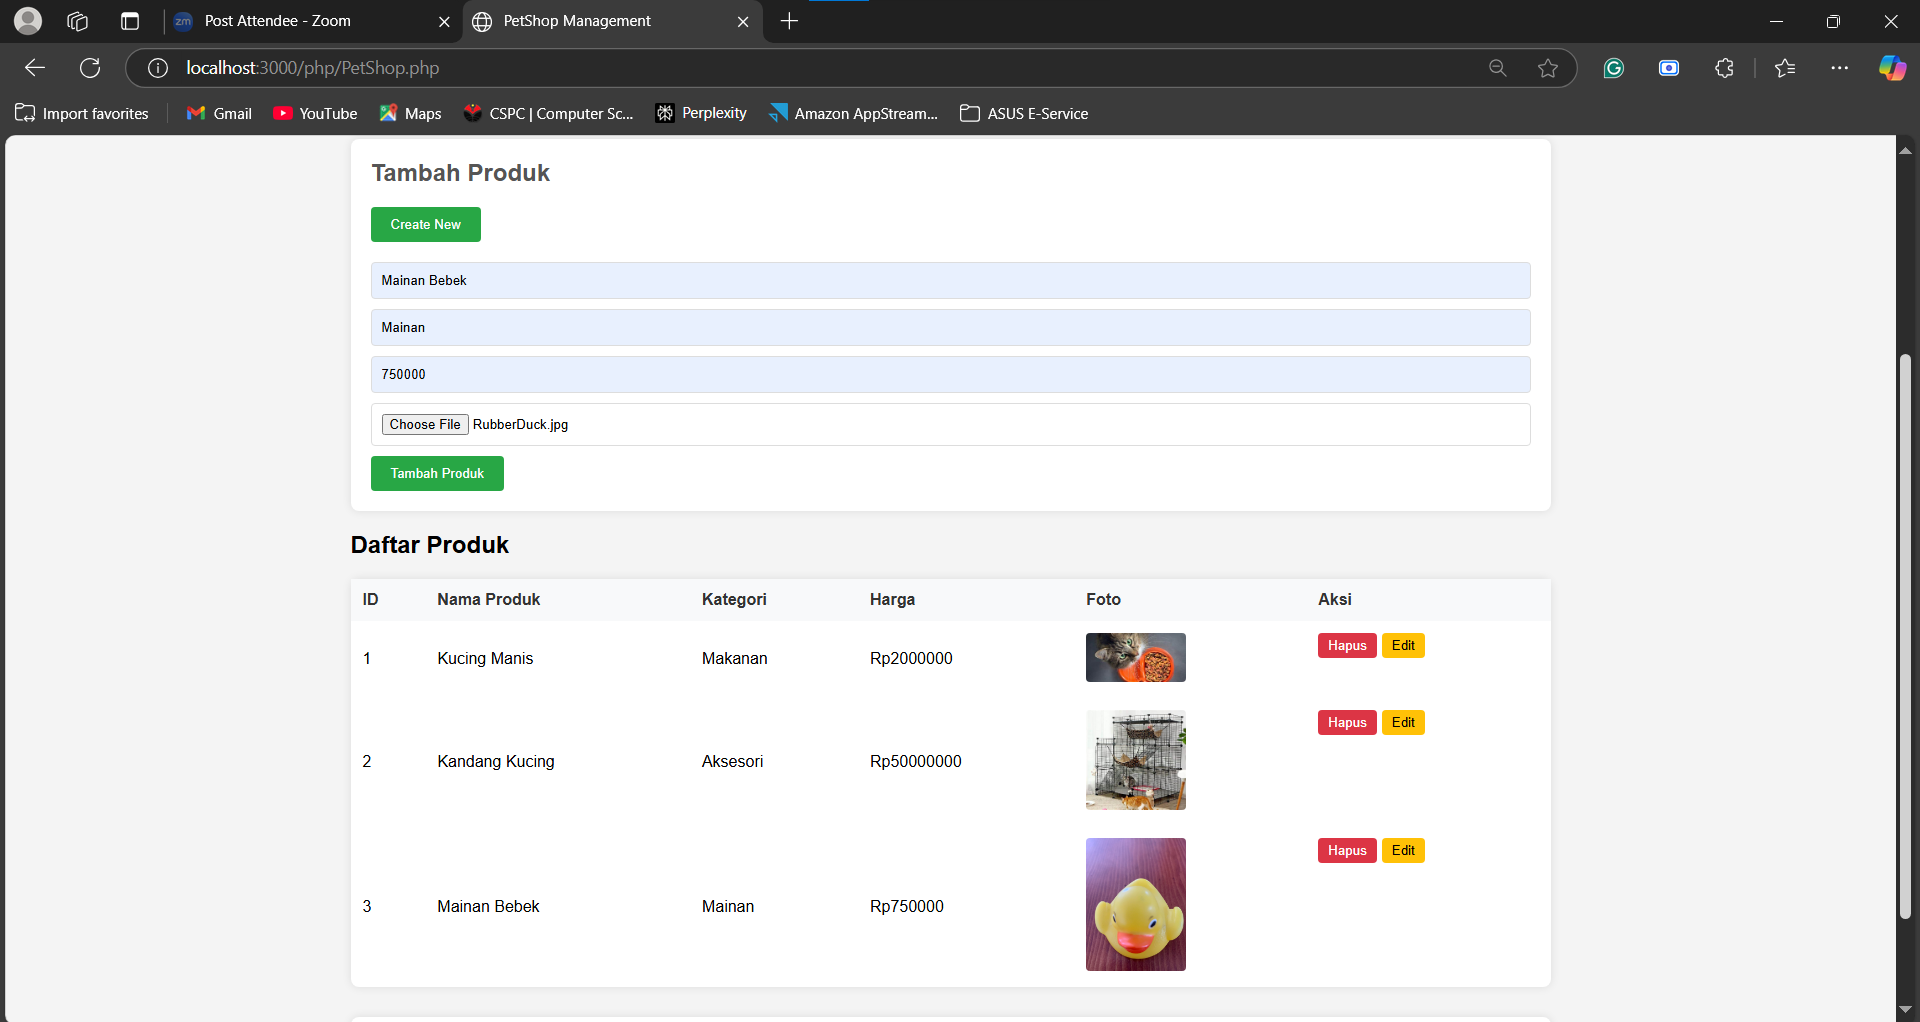 zm Post Attendee - Zoom
PetShop Management
localhost:3000/php/PetShop.php
Import favorites
Gmail
YouTube
Maps
CSPC | Computer Sc...
Perplexity
Amazon AppStream...
ASUS E-Service
Tambah Produk
Create New
Mainan Bebek
Mainan
750000
Choose File RubberDuck.jpg
Tambah Produk
Daftar Produk
ID Nama Produk Kategori Harga Foto Aksi
1 Kucing Manis Makanan Rp2000000 Hapus Edit
2 Kandang Kucing Aksesori Rp50000000 Hapus Edit
3 Mainan Bebek Mainan Rp750000 Hapus Edit